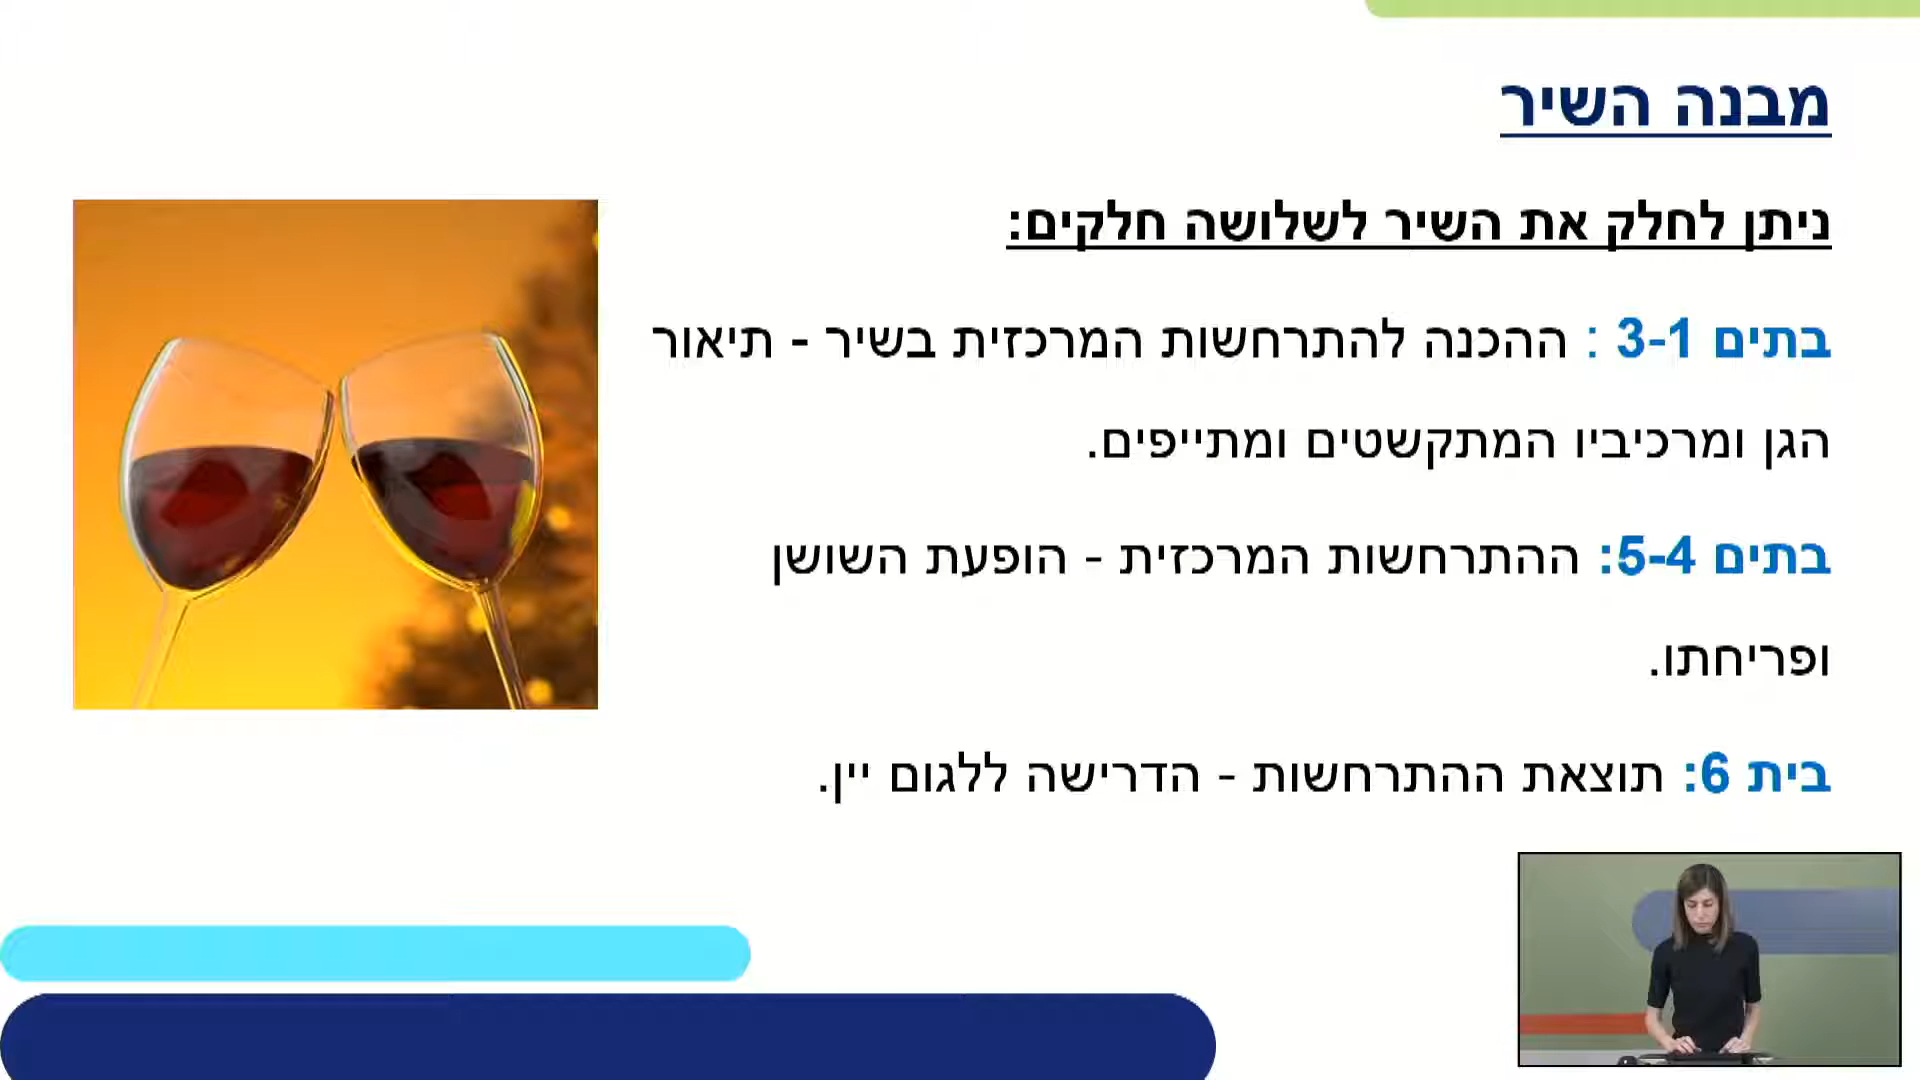 מבנה השיר
ניתן לחלק את השיר לשלושה חלקים:
בתים 3-1 : ההכנה להתרחשות המרכזית בשיר - תיאור
הגן ומרכיביו המתקשטים ומתייפים.
בתים 5-4: ההתרחשות המרכזית - הופעת השושן
ופריחתו.
בית 6: תוצאת ההתרחשות - הדרישה ללגום יין.